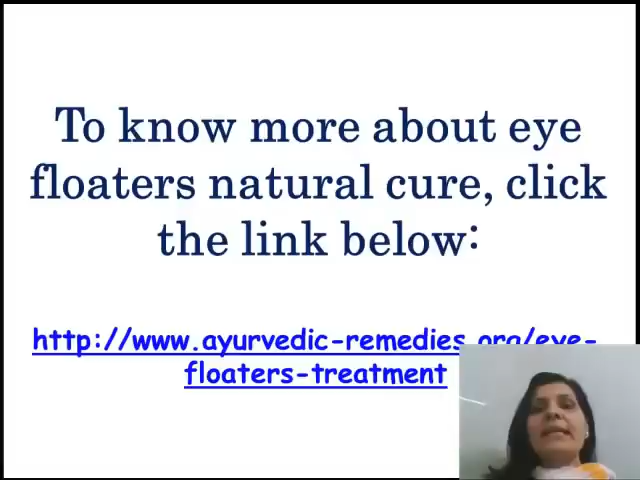 To know more about eye
floaters natural cure, click
the link below:
http://www.ayurvedic-remedies.org/eye-
floaters-treatment